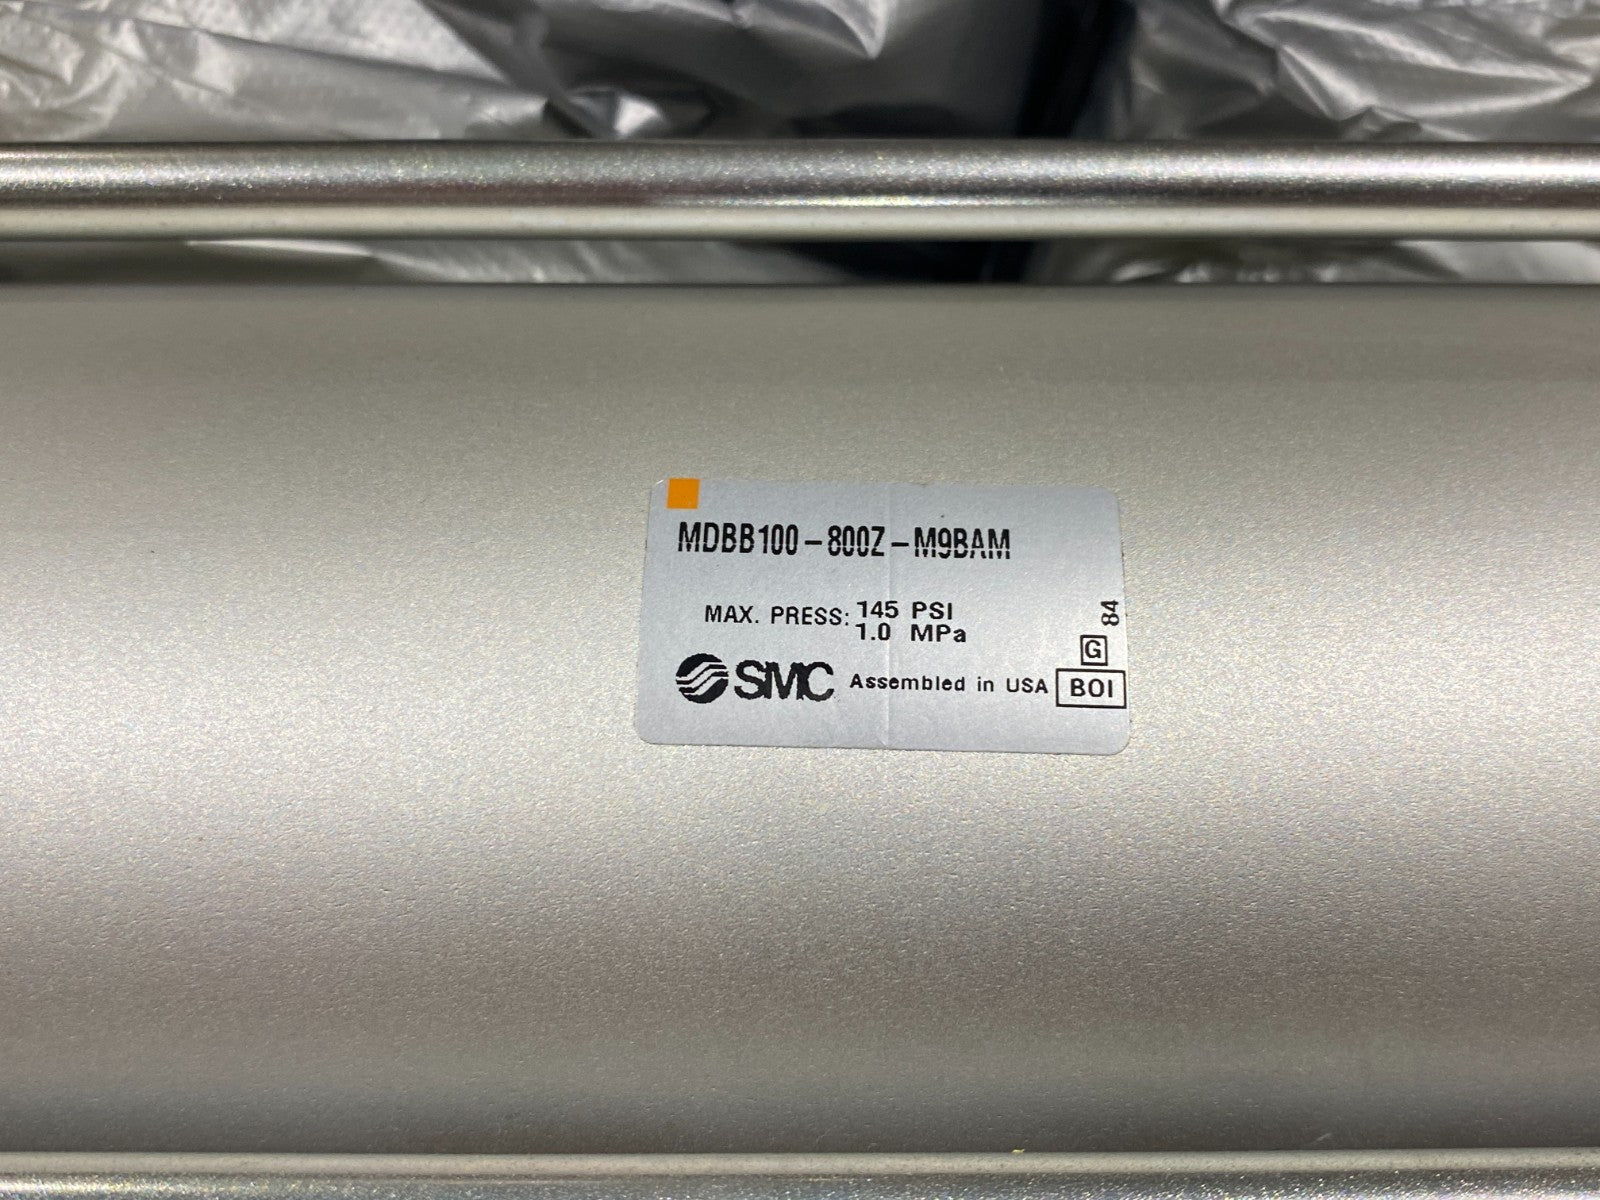 MDBB100-800Z-M9BAM
MAX. PRESS: 145 PSI
1.0 MPa
84
G
SMC Assembled in USA BOI